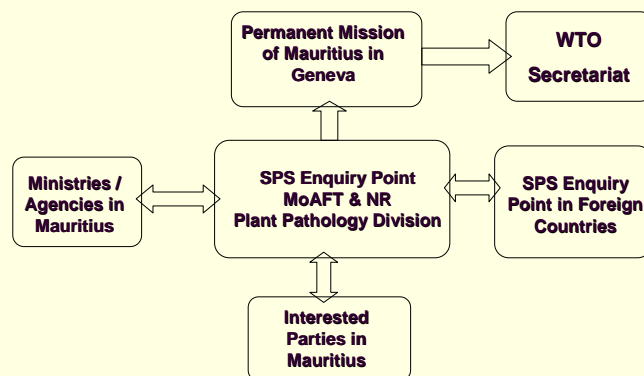 Permanent Mission
of Mauritius in
Geneva
WTO
Secretariat
Ministries /
Agencies in
Mauritius
SPS Enquiry Point
MoAFT & NR
Plant Pathology Division
SPS Enquiry
Point in Foreign
Countries
Interested
Parties in
Mauritius